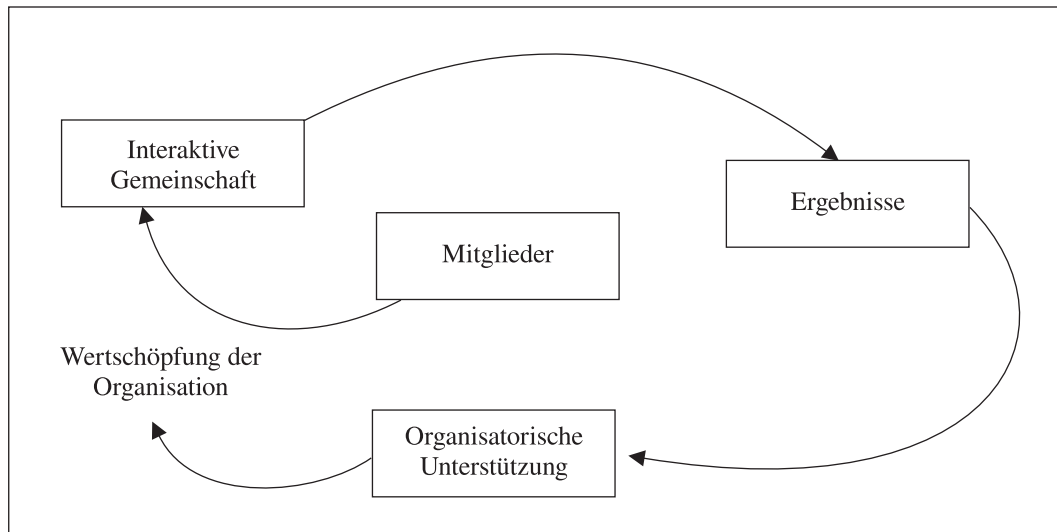 Interaktive
Gemeinschaft
Ergebnisse
Mitglieder
Wertschöpfung der
Organisation
Organisatorische
Unterstützung